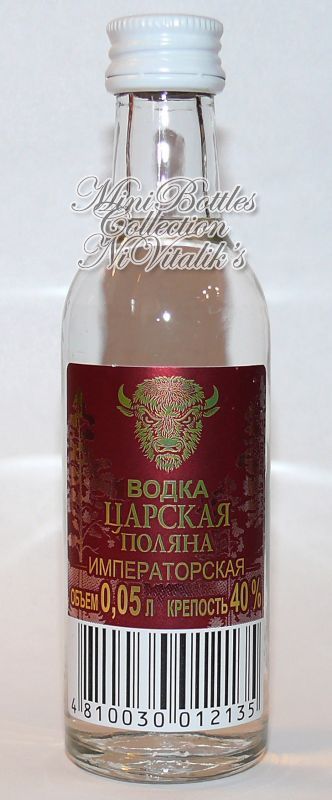 Mini Bottles
Collection
NiVitalik's
ВОДКА
ЦАРСКАЯ
ПОЛЯНА
ИМПЕРАТОРСКАЯ
ОБЪЕМ 0,05 Л КРЕПОСТЬ 40 %
4 810030 012135